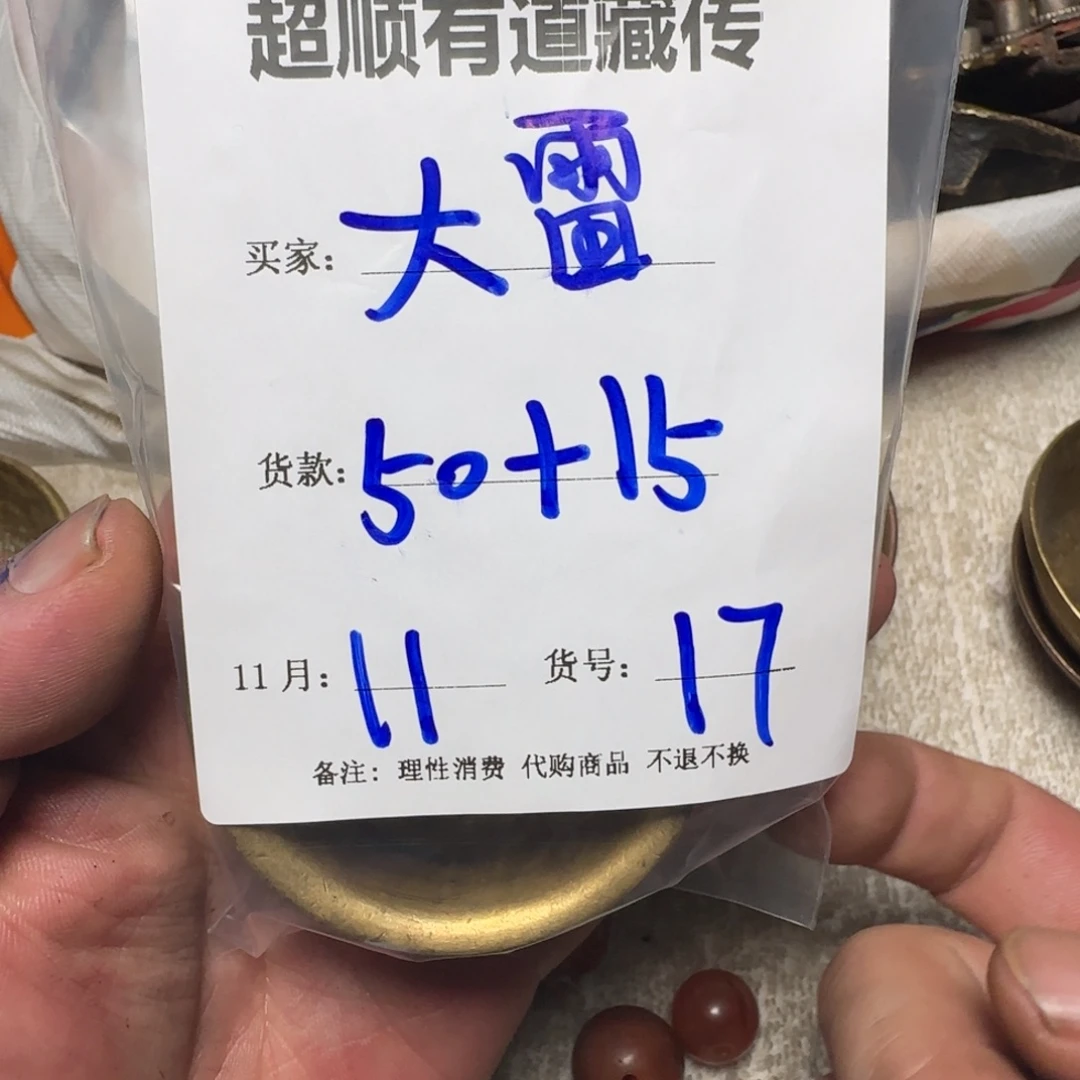 超顺有道藏传
买家：大雷
货款：50+15
11月：11 货号：17
备注：理性消费 代购商品 不退不换